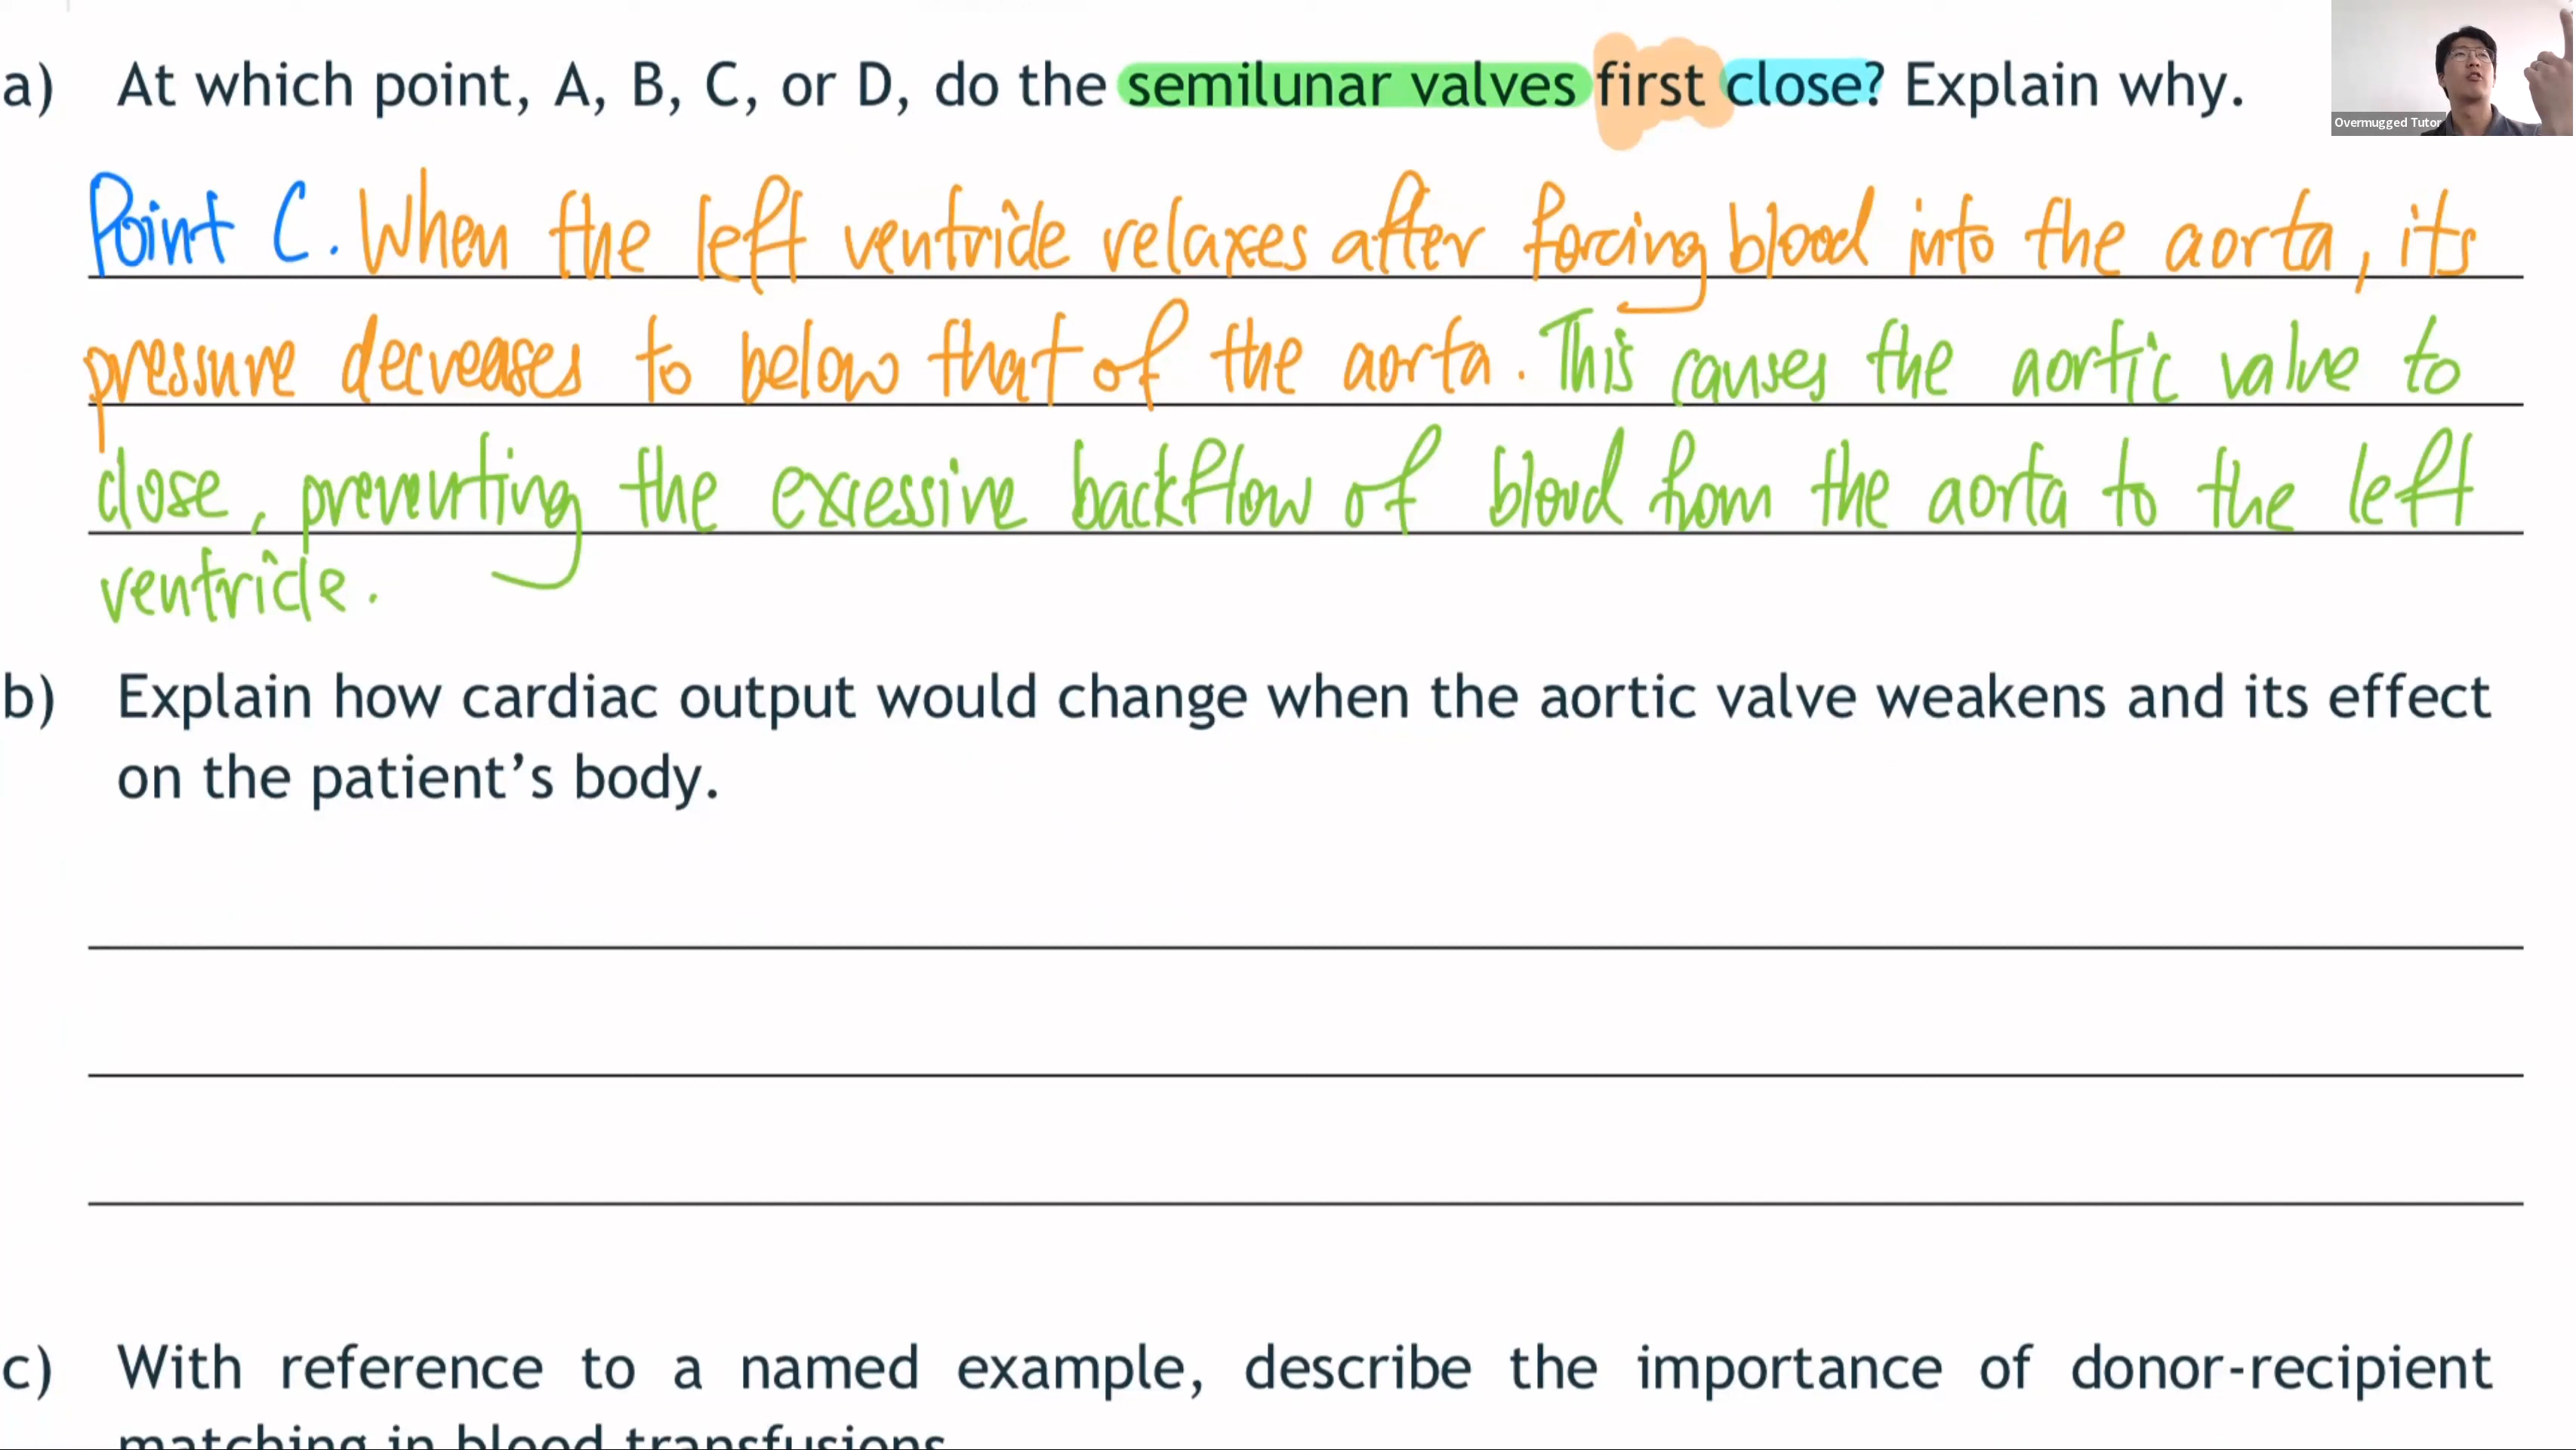 a) At which point, A, B, C, or D, do the semilunar valves first close? Explain why.
Overmugged Tutor
Point C. When the left ventricle relaxes after forcing blood into the aorta, its
pressure decreases to below that of the aorta. This causes the aortic valve to
close, preventing the excessive backflow of blood from the aorta to the left
ventricle.
b) Explain how cardiac output would change when the aortic valve weakens and its effect
on the patient's body.
c) With reference to a named example, describe the importance of donor-recipient
matching in blood transfusions.